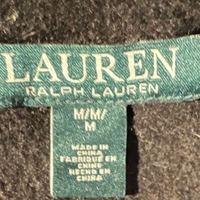 LAUREN
RALPH LAUREN
M/M/
M
MADE IN
CHINA
FABRIQUÉ EN
CHINE
HECHO EN
CHINA